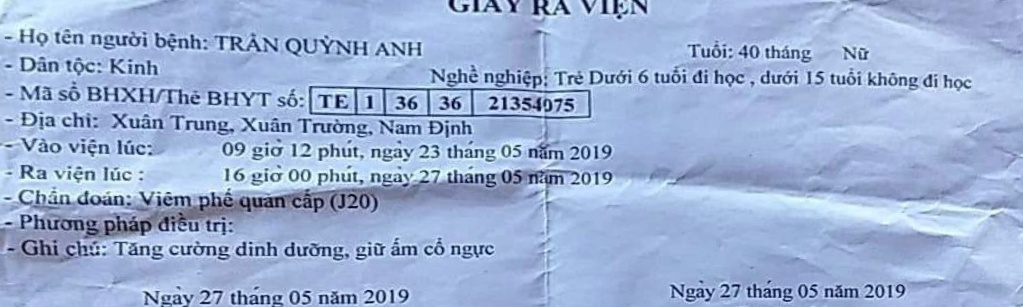 GIẤY RA VIỆN
- Họ tên người bệnh: TRẦN QUỲNH ANH Tuổi: 40 tháng Nữ
- Dân tộc: Kinh Nghề nghiệp: Trẻ Dưới 6 tuổi đi học , dưới 15 tuổi không đi học
- Mã số BHXH/Thẻ BHYT số: TE 1 36 36 21354075
- Địa chỉ: Xuân Trung, Xuân Trường, Nam Định
- Vào viện lúc: 09 giờ 12 phút, ngày 23 tháng 05 năm 2019
- Ra viện lúc : 16 giờ 00 phút, ngày 27 tháng 05 năm 2019
- Chẩn đoán: Viêm phế quản cấp (J20)
- Phương pháp điều trị:
- Ghi chú: Tăng cường dinh dưỡng, giữ ấm cổ ngực
Ngày 27 tháng 05 năm 2019 Ngày 27 tháng 05 năm 2019